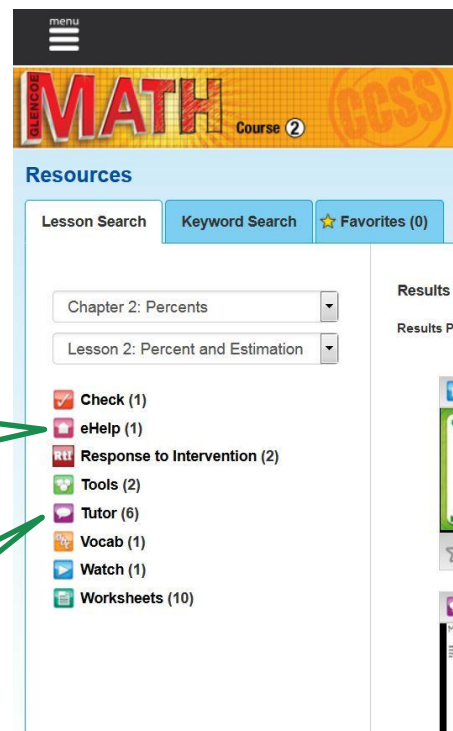 menu
GLENCOE
MATH Course 2
CCSS
Resources
Lesson Search
Keyword Search
Favorites (0)
Chapter 2: Percents
Lesson 2: Percent and Estimation
Check (1)
eHelp (1)
RtI Response to Intervention (2)
Tools (2)
Tutor (6)
Vocab (1)
Watch (1)
Worksheets (10)
Results
Results P